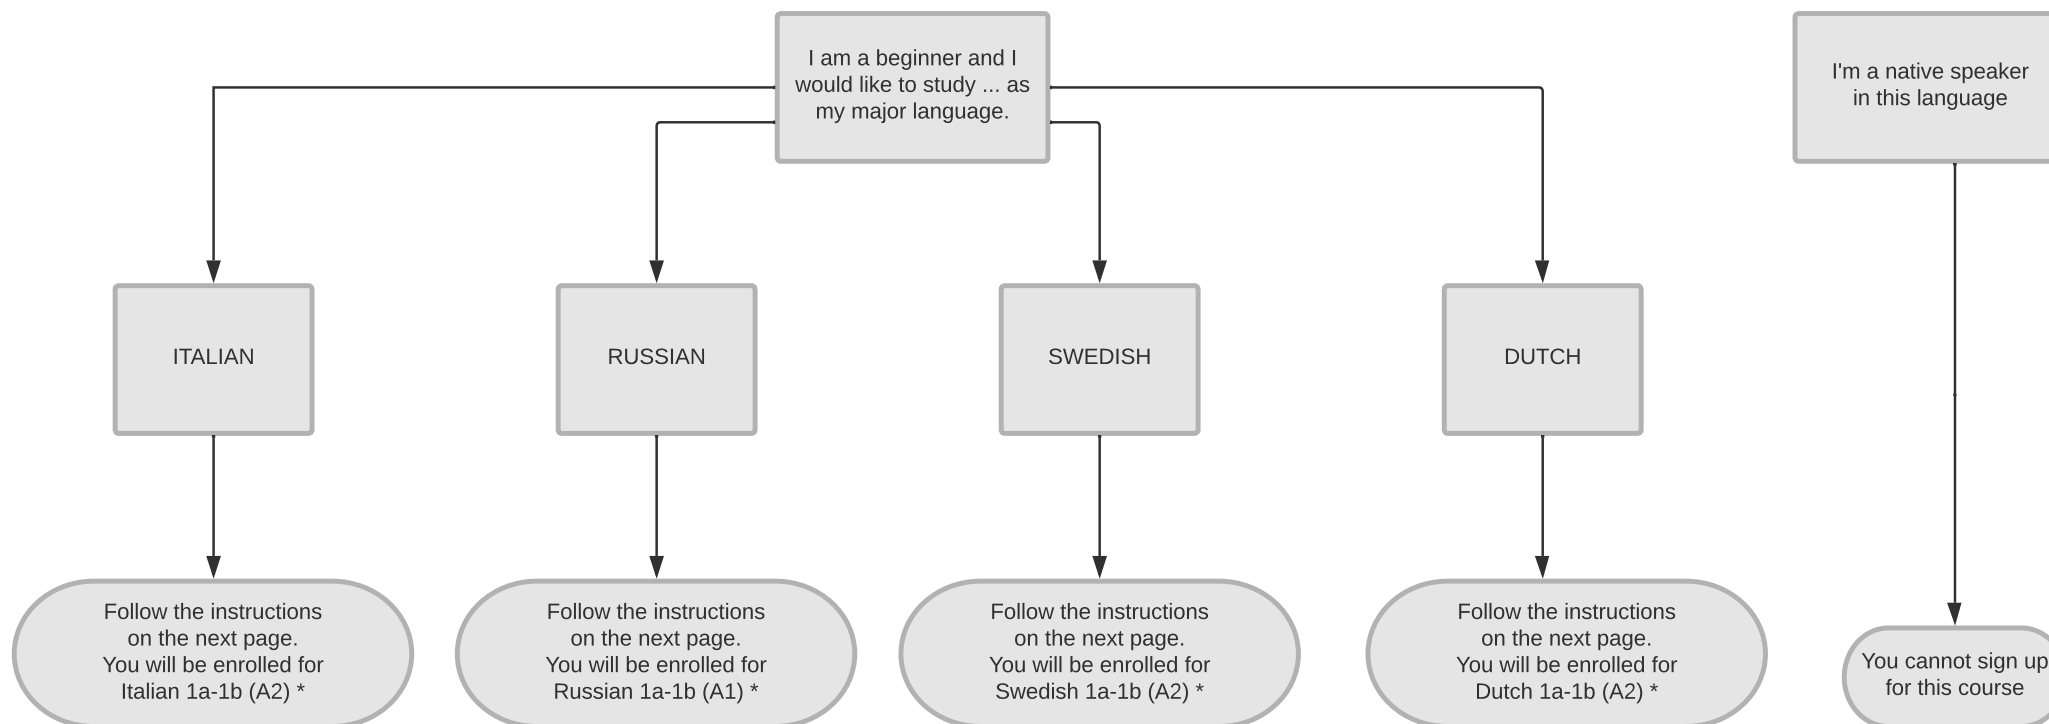 I am a beginner and I
would like to study ... as
my major language.
I'm a native speaker
in this language
ITALIAN
RUSSIAN
SWEDISH
DUTCH
Follow the instructions
on the next page.
You will be enrolled for
Italian 1a-1b (A2) *
Follow the instructions
on the next page.
You will be enrolled for
Russian 1a-1b (A1) *
Follow the instructions
on the next page.
You will be enrolled for
Swedish 1a-1b (A2) *
Follow the instructions
on the next page.
You will be enrolled for
Dutch 1a-1b (A2) *
You cannot sign up
for this course